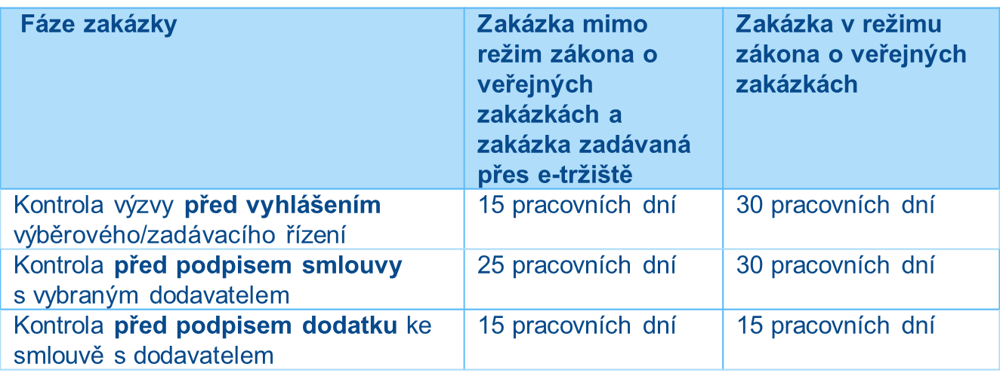 Fáze zakázky
Zakázka mimo
režim zákona o
veřejných
zakázkách a
zakázka zadávaná
přes e-tržiště
Zakázka v režimu
zákona o veřejných
zakázkách
Kontrola výzvy před vyhlášením
výběrového/zadávacího řízení
15 pracovních dní
30 pracovních dní
Kontrola před podpisem smlouvy
s vybraným dodavatelem
25 pracovních dní
30 pracovních dní
Kontrola před podpisem dodatku ke
smlouvě s dodavatelem
15 pracovních dní
15 pracovních dní